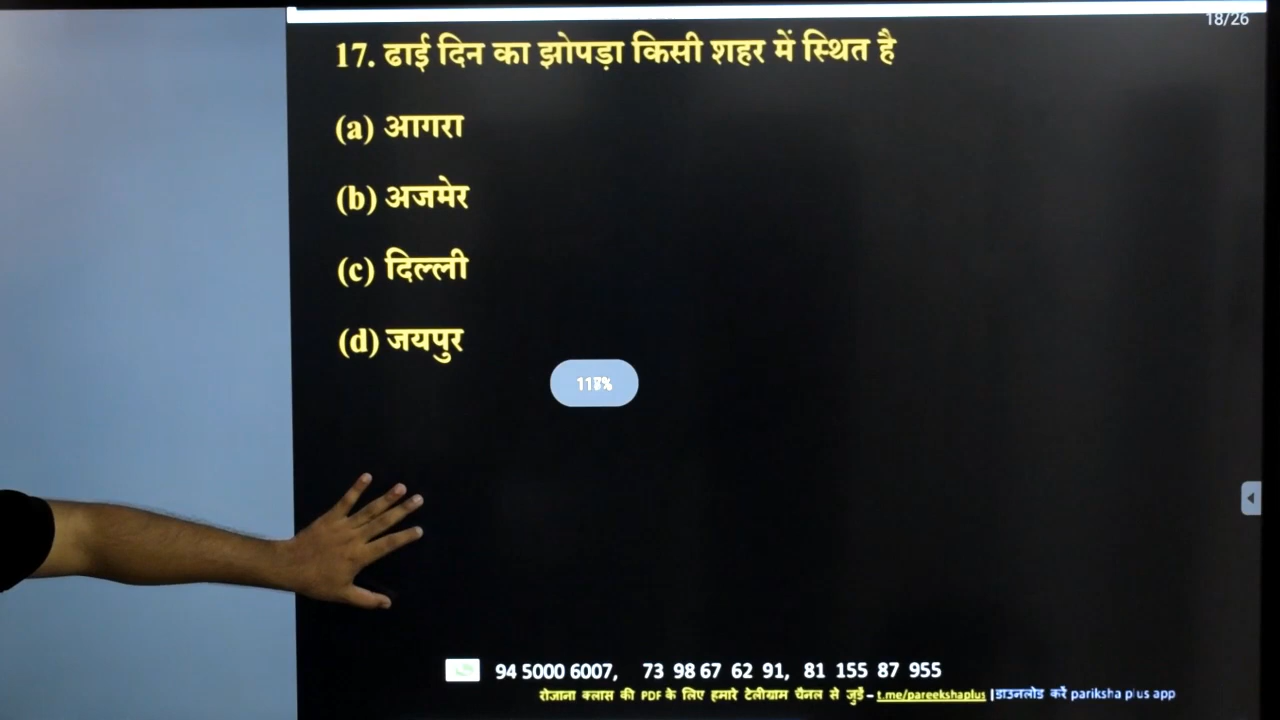 18/26
17. ढाई दिन का झोपड़ा किसी शहर में स्थित है
(a) आगरा
(b) अजमेर
(c) दिल्ली
(d) जयपुर
94 5000 6007, 73 98 67 62 91, 81 155 87 955
रोजाना क्लास की PDF के लिए हमारे टेलीग्राम चैनल से जुड़ें – t.me/pareekshaplus |डाउनलोड करें pariksha plus app